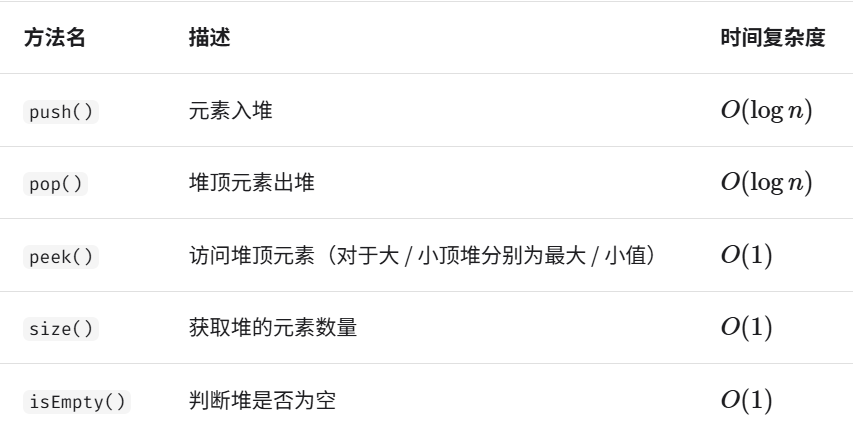 方法名 描述 时间复杂度
push() 元素入堆 O(log n)
pop() 堆顶元素出堆 O(log n)
peek() 访问堆顶元素（对于大 / 小顶堆分别为最大 / 小值） O(1)
size() 获取堆的元素数量 O(1)
isEmpty() 判断堆是否为空 O(1)